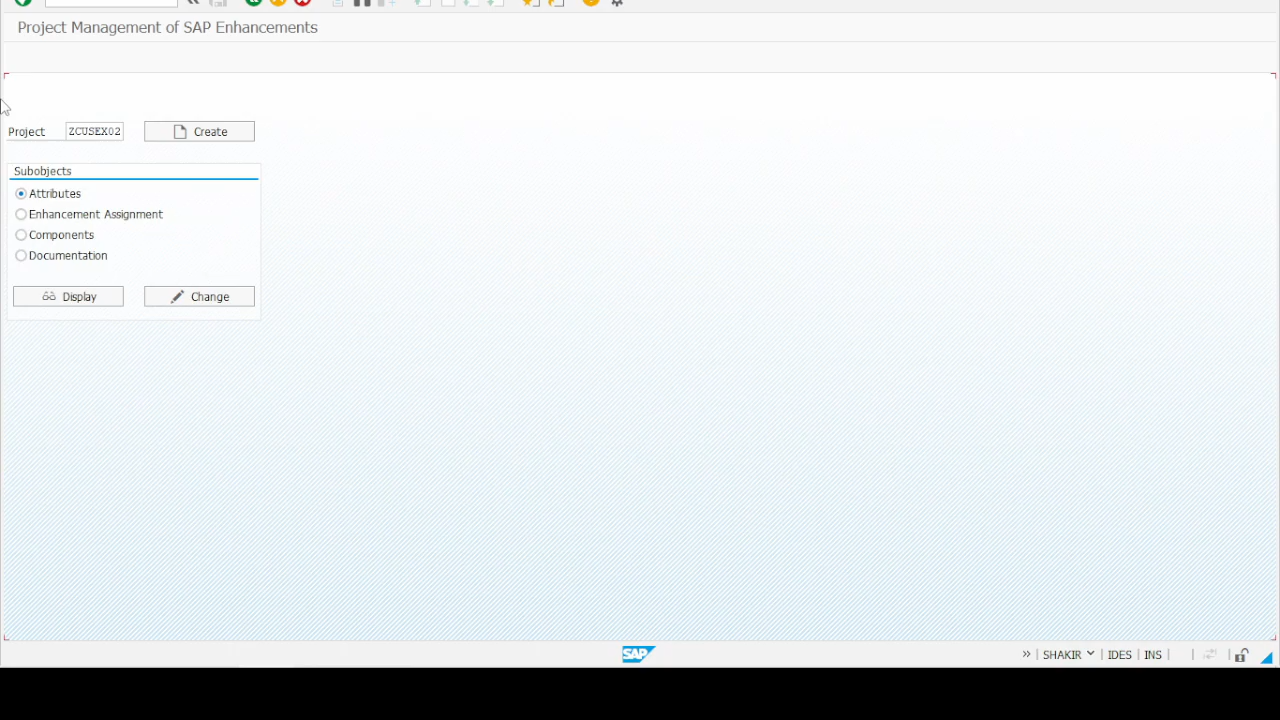 Project Management of SAP Enhancements
Project ZCUSEX02 Create
Subobjects
Attributes
Enhancement Assignment
Components
Documentation
Display Change
SAP
SHAKIR IDES INS